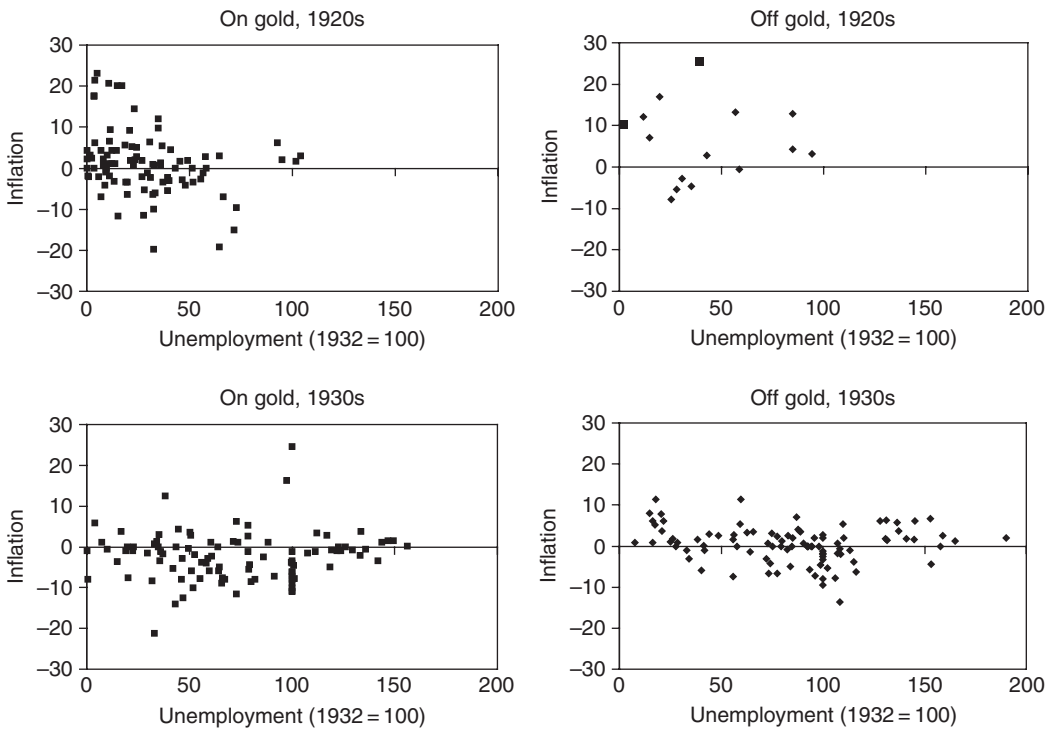 On gold, 1920s
30
20
10
0
–10
–20
–30
Inflation
0 50 100 150 200
Unemployment (1932 = 100)
Off gold, 1920s
30
20
10
0
–10
–20
–30
Inflation
0 50 100 150 200
Unemployment (1932 = 100)
On gold, 1930s
30
20
10
0
–10
–20
–30
Inflation
0 50 100 150 200
Unemployment (1932 = 100)
Off gold, 1930s
30
20
10
0
–10
–20
–30
Inflation
0 50 100 150 200
Unemployment (1932 = 100)